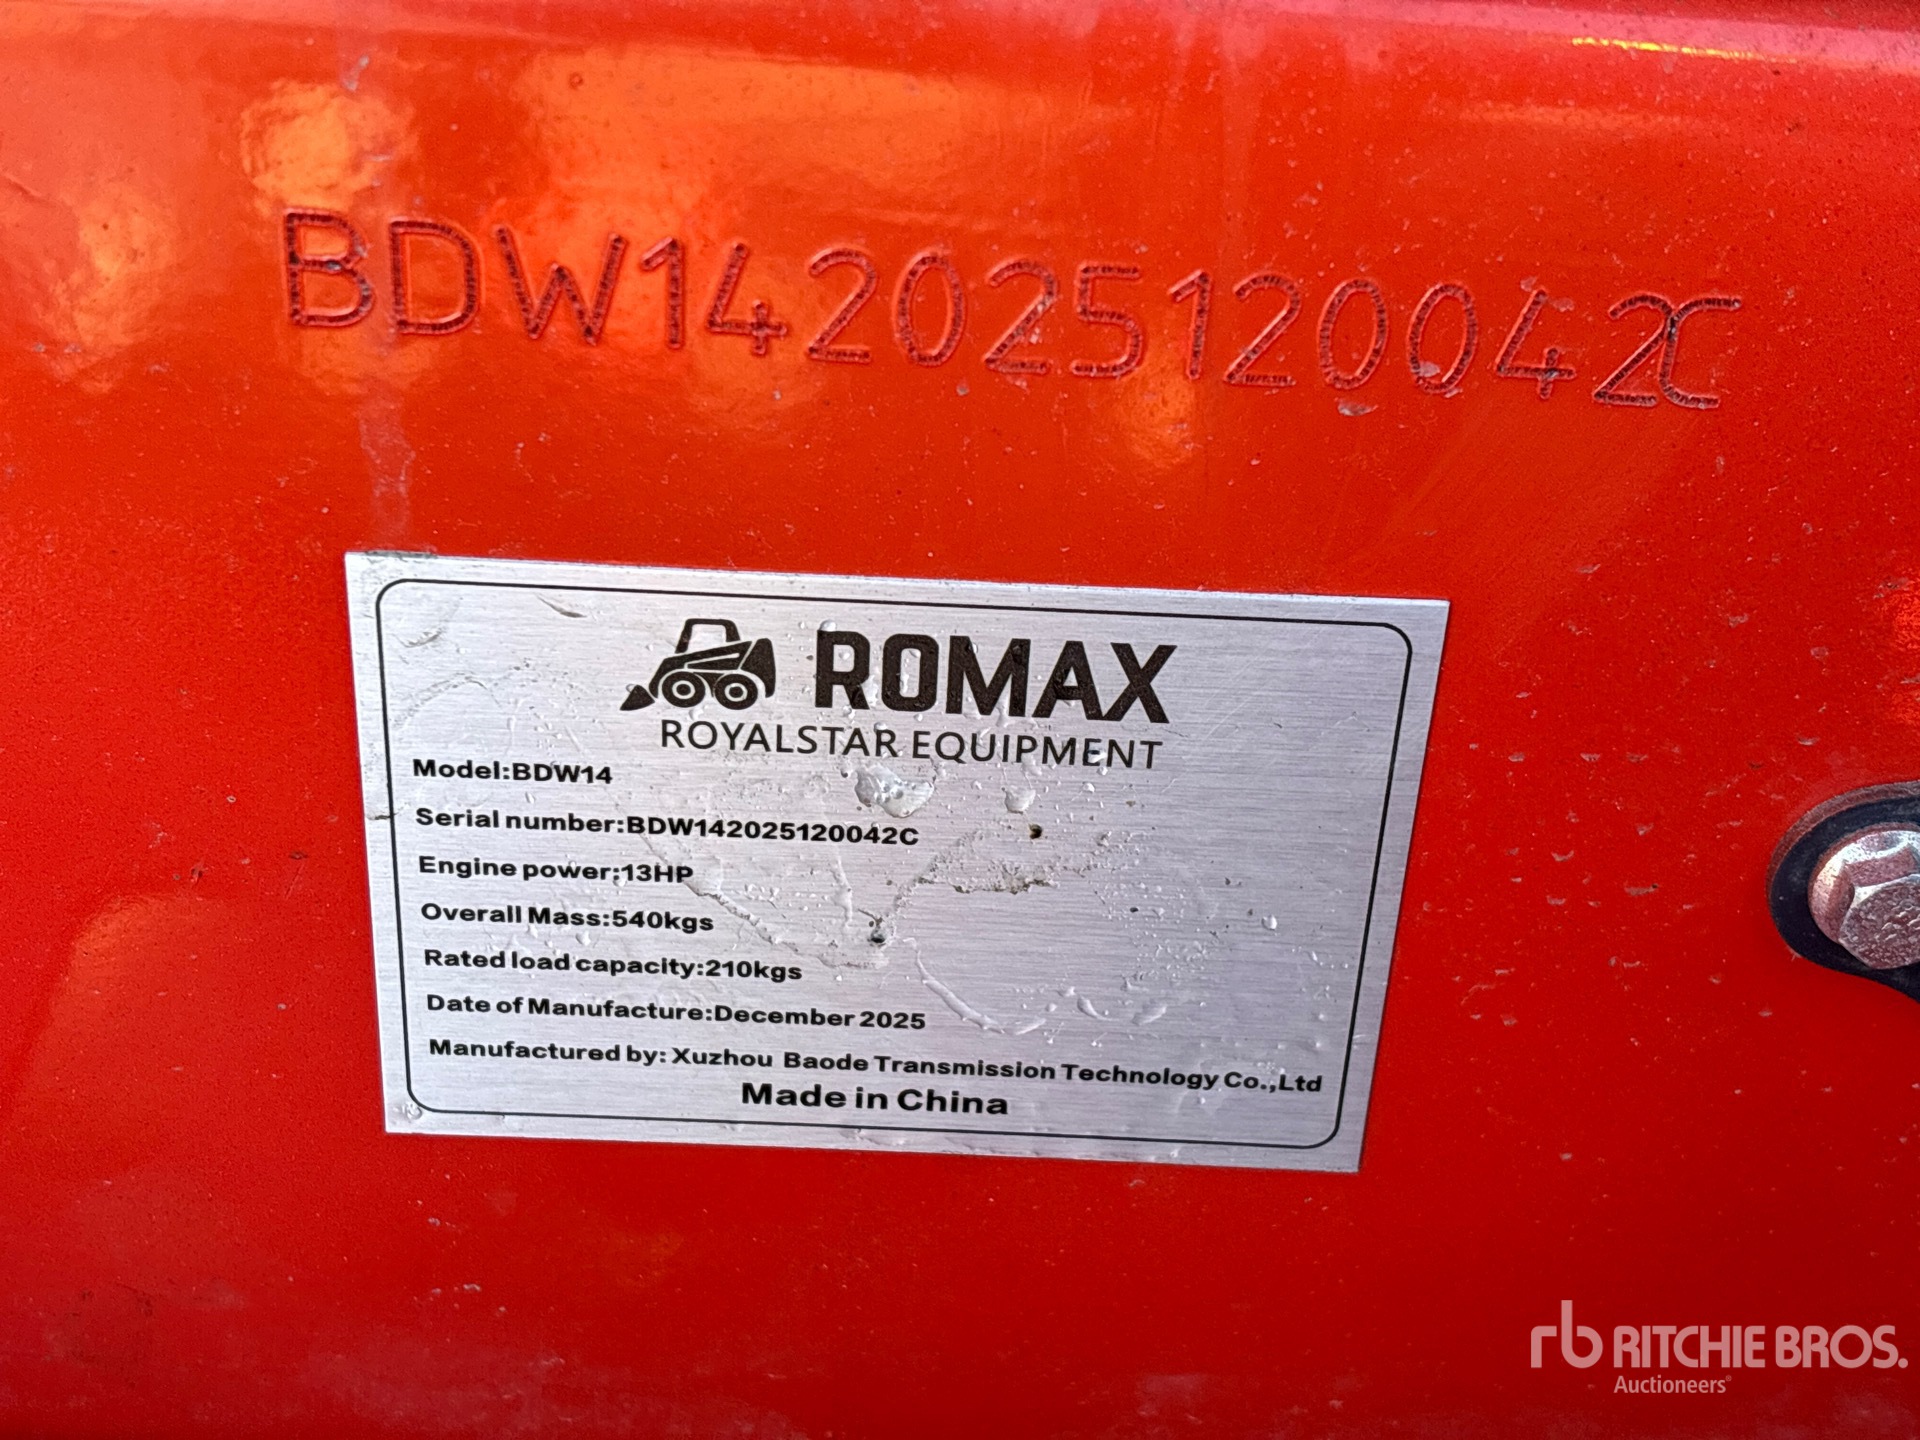 BDW142025120042C
ROMAX
ROYALSTAR EQUIPMENT
Model:BDW14
Serial number:BDW142025120042C
Engine power:13HP
Overall Mass:540kgs
Rated load capacity:210kgs
Date of Manufacture:December 2025
Manufactured by: Xuzhou Baode Transmission Technology Co.,Ltd
Made in China
rb RITCHIE BROS.
Auctioneers®